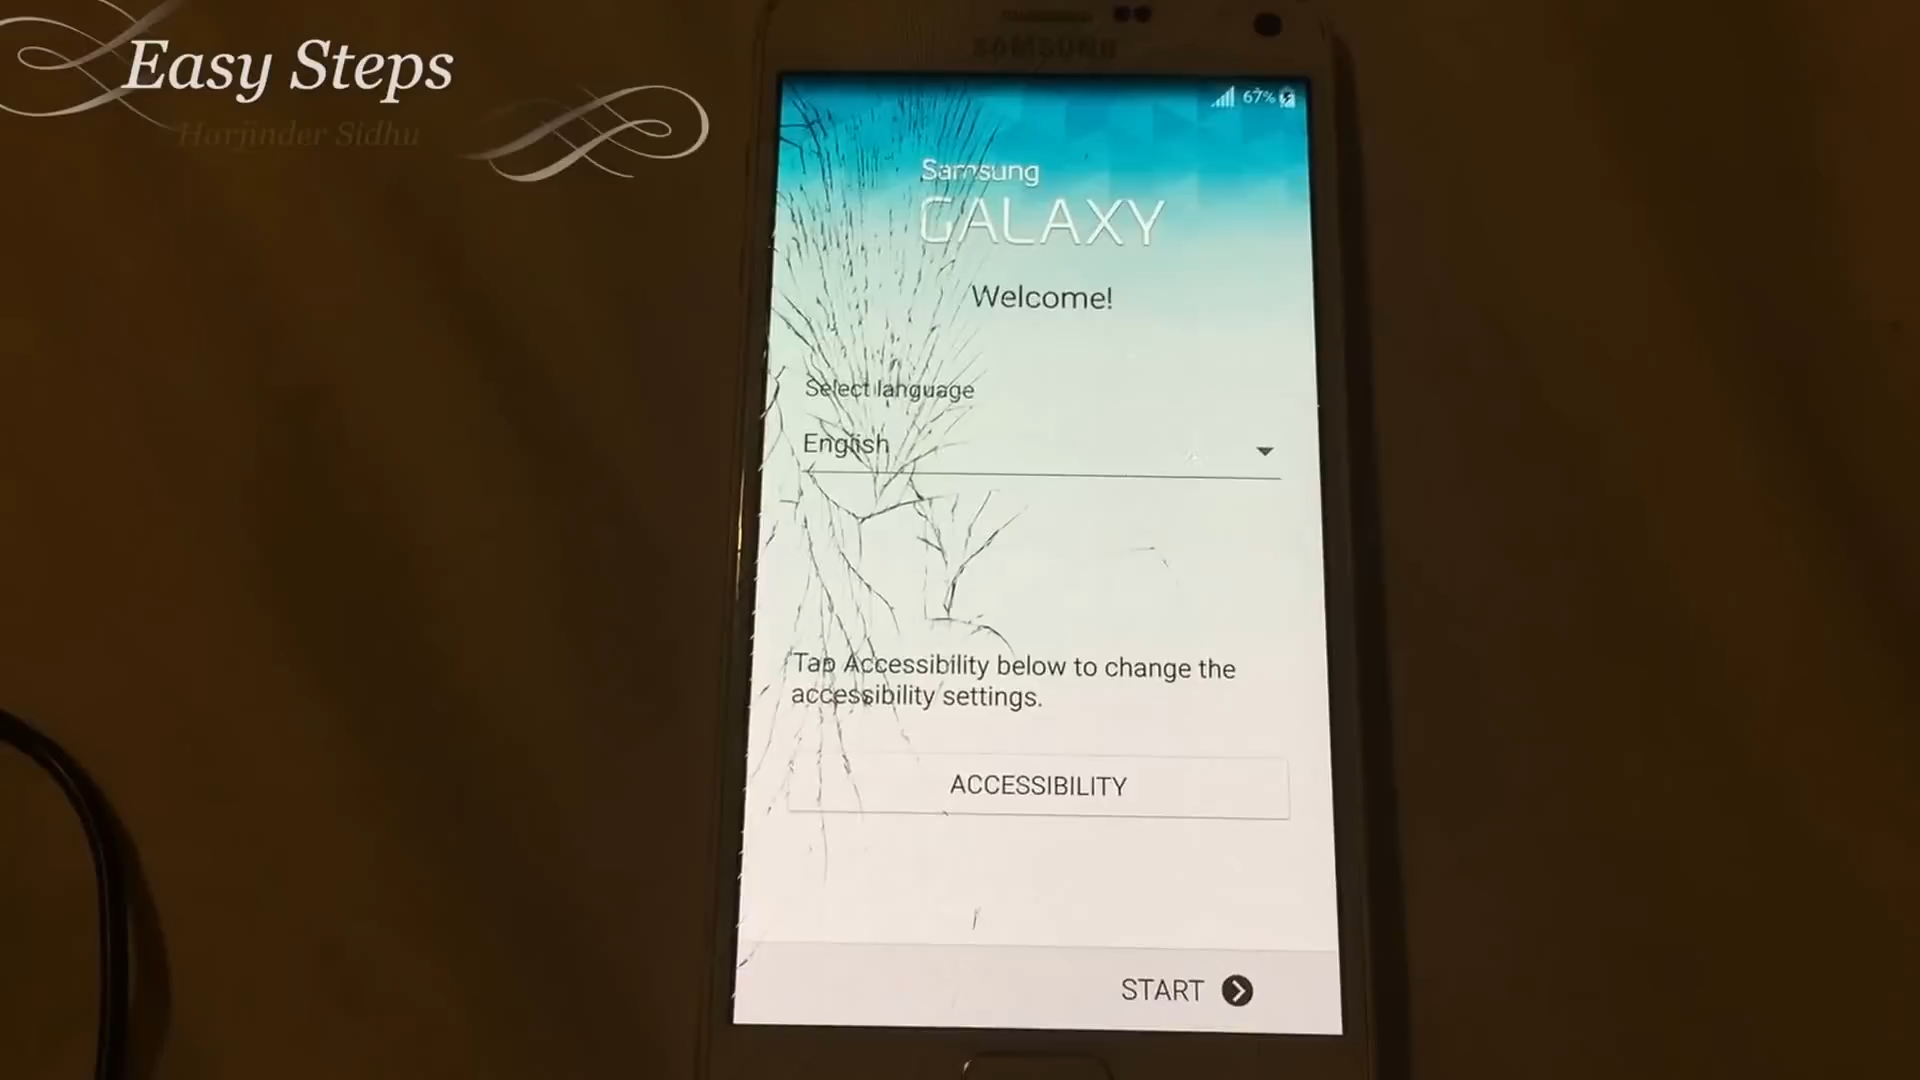 Easy Steps
Harjinder Sidhu
SAMSUNG
67%
Samsung
GALAXY
Welcome!
Select language
English
Tap Accessibility below to change the
accessibility settings.
ACCESSIBILITY
START